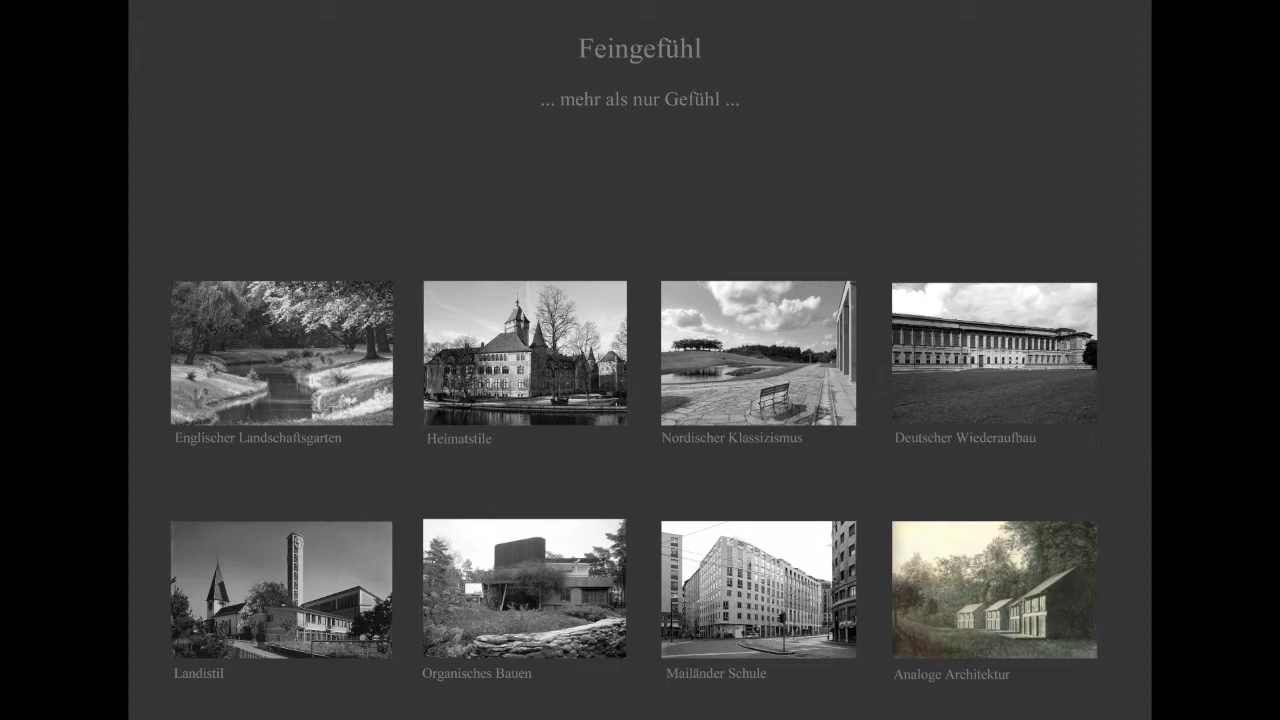 Feingefühl
... mehr als nur Gefühl ...
Englischer Landschaftsgarten
Heimatstile
Nordischer Klassizismus
Deutscher Wiederaufbau
Landistil
Organisches Bauen
Mailänder Schule
Analoge Architektur